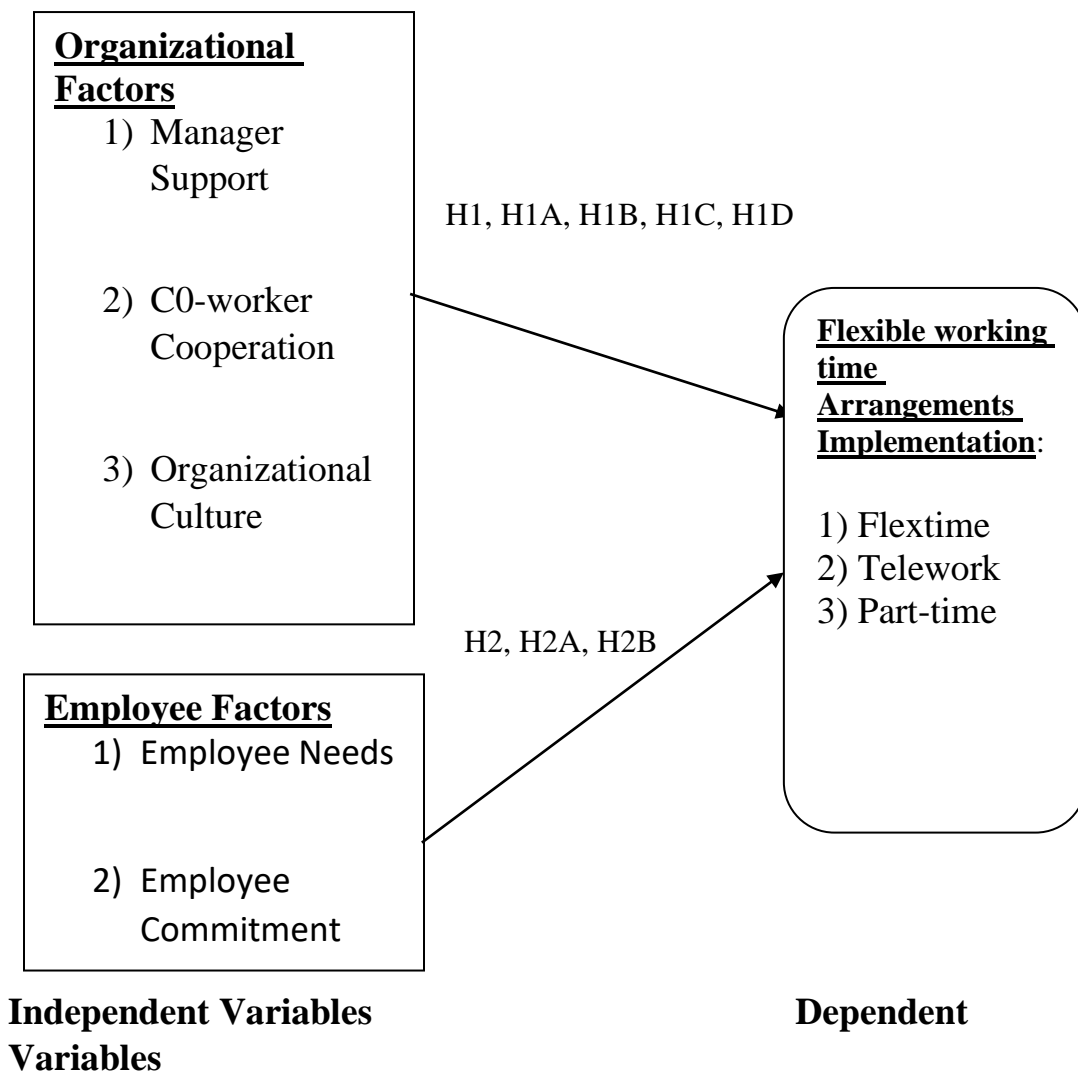 Organizational
Factors
1) Manager
Support
2) C0-worker
Cooperation
3) Organizational
Culture
H1, H1A, H1B, H1C, H1D
Flexible working
time
Arrangements
Implementation:
1) Flextime
2) Telework
3) Part-time
H2, H2A, H2B
Employee Factors
1) Employee Needs
2) Employee
Commitment
Independent Variables Dependent
Variables